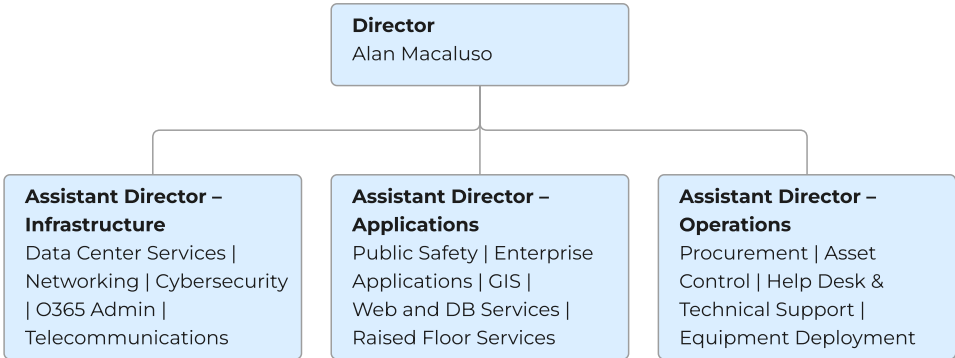 Director
Alan Macaluso
Assistant Director –
Infrastructure
Data Center Services |
Networking | Cybersecurity
| O365 Admin |
Telecommunications
Assistant Director –
Applications
Public Safety | Enterprise
Applications | GIS |
Web and DB Services |
Raised Floor Services
Assistant Director –
Operations
Procurement | Asset
Control | Help Desk &
Technical Support |
Equipment Deployment